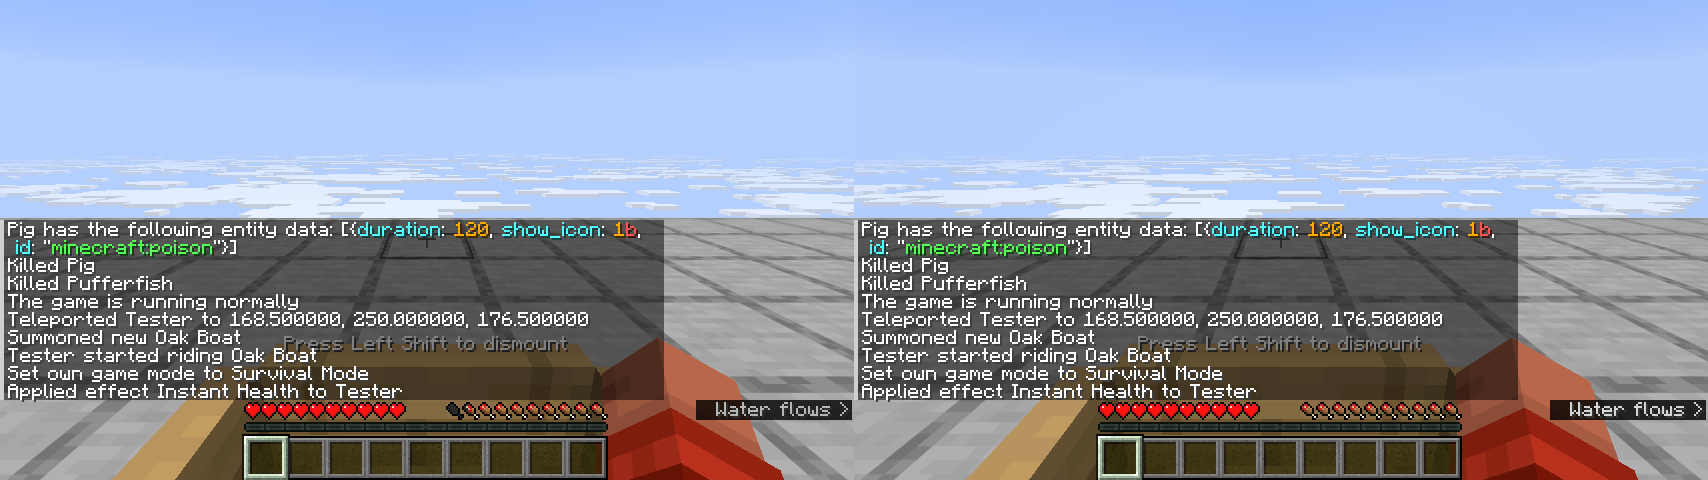 Pig has the following entity data: [{duration: 120, show_icon: 1b,
id: "minecraft:poison"}]
Killed Pig
Killed Pufferfish
The game is running normally
Teleported Tester to 168.500000, 250.000000, 176.500000
Summoned new Oak Boat
Press Left Shift to dismount
Tester started riding Oak Boat
Set own game mode to Survival Mode
Applied effect Instant Health to Tester
Water flows >
Pig has the following entity data: [{duration: 120, show_icon: 1b,
id: "minecraft:poison"}]
Killed Pig
Killed Pufferfish
The game is running normally
Teleported Tester to 168.500000, 250.000000, 176.500000
Summoned new Oak Boat
Press Left Shift to dismount
Tester started riding Oak Boat
Set own game mode to Survival Mode
Applied effect Instant Health to Tester
Water flows >